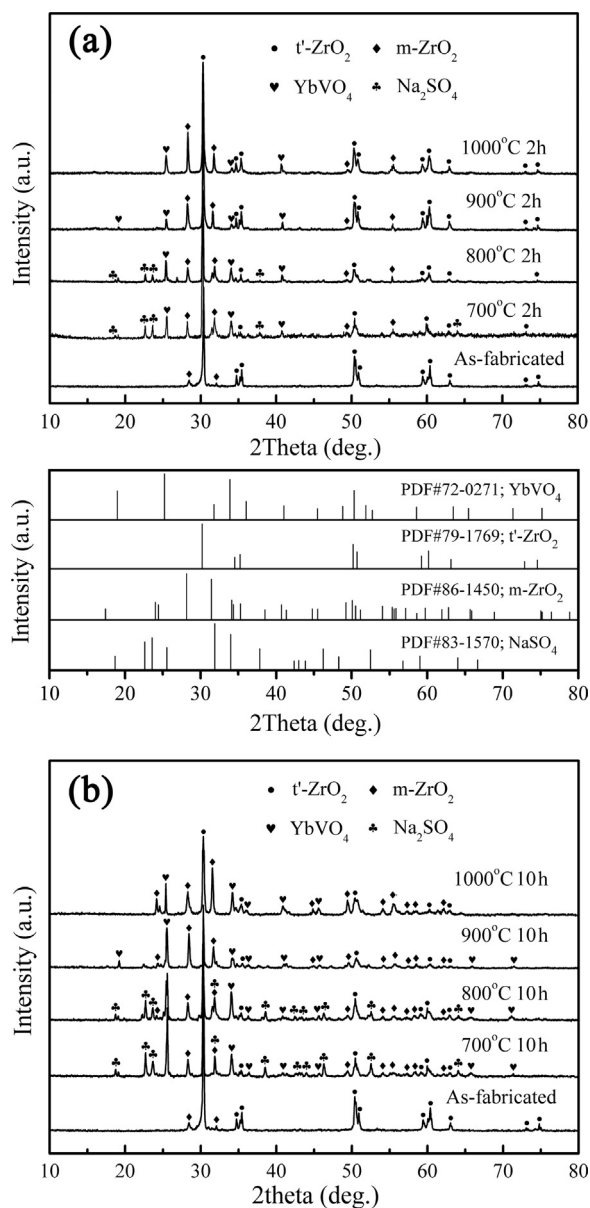 (a)
t'-ZrO₂
m-ZrO₂
YbVO₄
Na₂SO₄
1000°C 2h
900°C 2h
800°C 2h
700°C 2h
As-fabricated
Intensity (a.u.)
10 20 30 40 50 60 70 80
2Theta (deg.)
PDF#72-0271; YbVO₄
PDF#79-1769; t'-ZrO₂
PDF#86-1450; m-ZrO₂
PDF#83-1570; NaSO₄
Intensity (a.u.)
10 20 30 40 50 60 70 80
2Theta (deg.)
(b)
t'-ZrO₂
m-ZrO₂
YbVO₄
Na₂SO₄
1000°C 10h
900°C 10h
800°C 10h
700°C 10h
As-fabricated
Intensity (a.u.)
10 20 30 40 50 60 70 80
2theta (deg.)